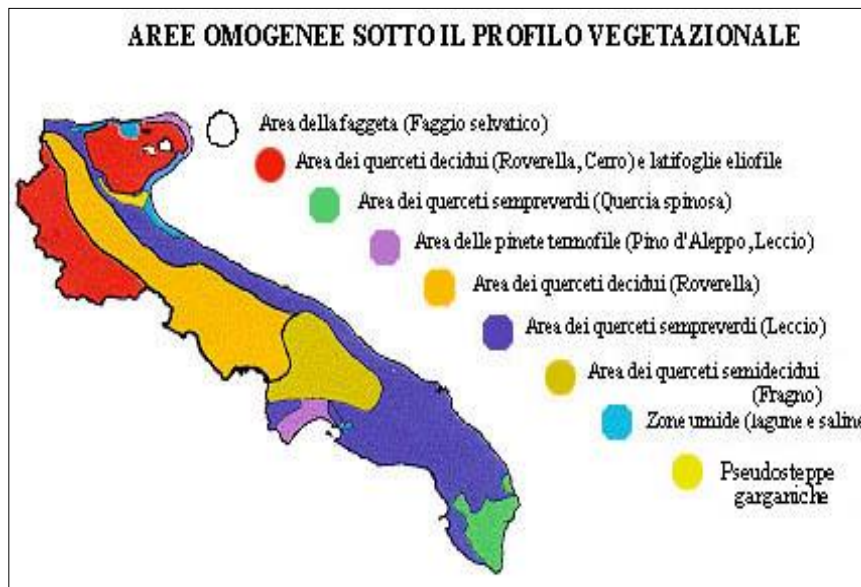 AREE OMOGENEE SOTTO IL PROFILO VEGETAZIONALE
Area della faggeta (Faggio selvatico)
Area dei querceti decidui (Roverella, Cerro) e latifoglie eliofile
Area dei querceti sempreverdi (Quercia spinosa)
Area delle pinete termofile (Pino d'Aleppo, Leccio)
Area dei querceti decidui (Roverella)
Area dei querceti sempreverdi (Leccio)
Area dei querceti semidecidui
(Fragno)
Zone umide (lagune e saline
Pseudosteppe
garganiche